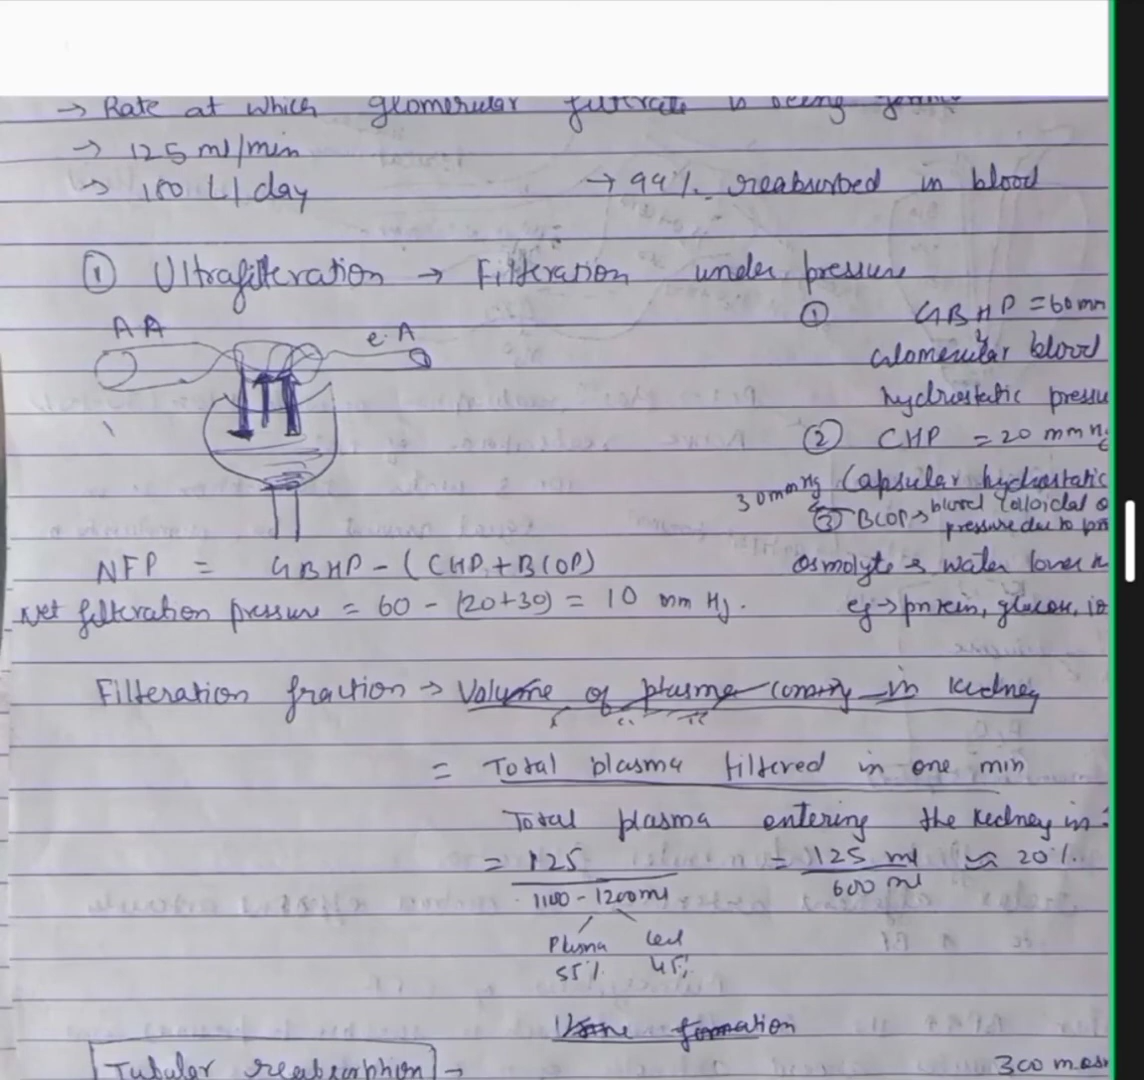 → Rate at which glomerular filtrate is being
→ 125 ml/min
→ 180 L/day → 99% reabsorbed in blood
① Ultrafilteration → Filteration under pressure
AA
e.A
① GBHP = 60 mm
Glomerular blood
hydrostatic pressu
② CHP = 20 mm Hg
Capsular hydrostatic
30 mm Hg
③ BCOP → blood colloidal o
pressure due to pro
NFP = GBHP - (CHP + BCOP)
Osmolyte → water lover
Net filteration pressure = 60 - (20+30) = 10 mm Hg.
eg → protein, glucose, io
Filteration fraction → Volume of plasma coming in kidney
= Total plasma filtered in one min
Total plasma entering the kidney in
= 125 / 1100 - 1200 ml = 125 ml / 600 ml ≈ 20%.
Plasma cell
55% 45%
Urine formation
Tubular reabsorption →
300 mos